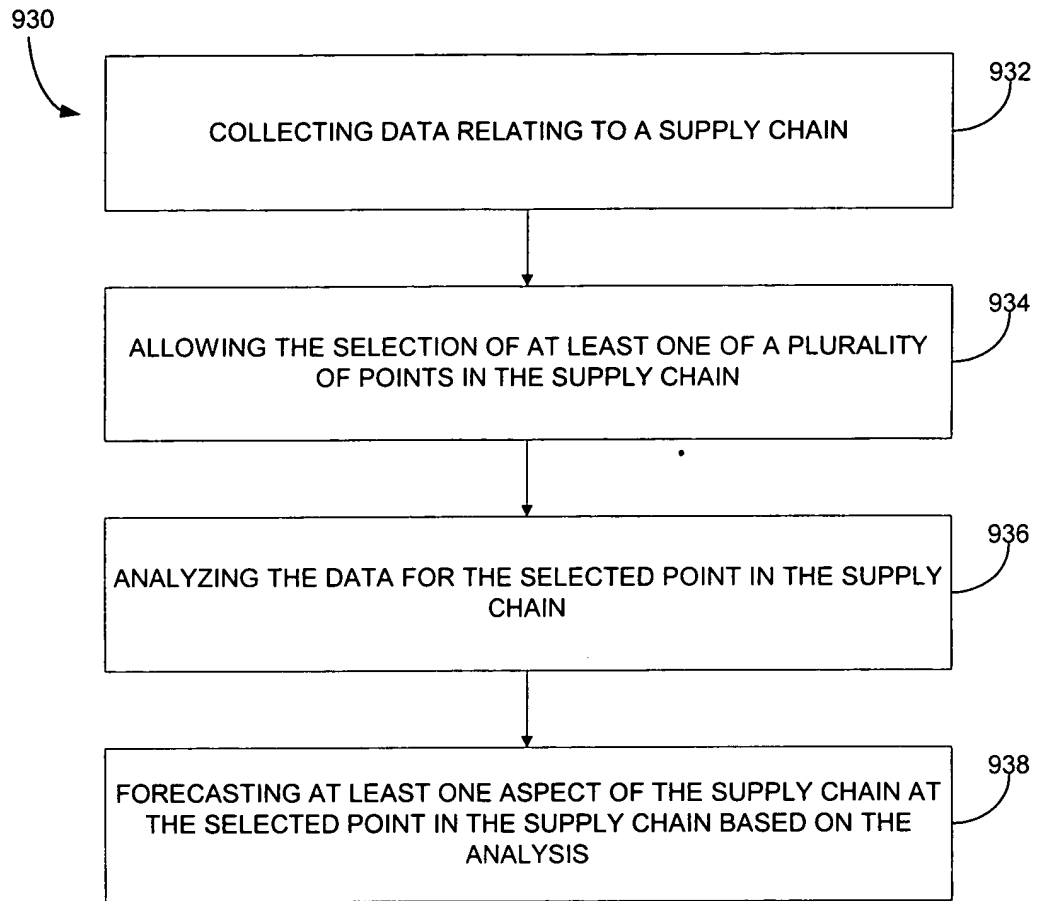 930
932
COLLECTING DATA RELATING TO A SUPPLY CHAIN
934
ALLOWING THE SELECTION OF AT LEAST ONE OF A PLURALITY
OF POINTS IN THE SUPPLY CHAIN
936
ANALYZING THE DATA FOR THE SELECTED POINT IN THE SUPPLY
CHAIN
938
FORECASTING AT LEAST ONE ASPECT OF THE SUPPLY CHAIN AT
THE SELECTED POINT IN THE SUPPLY CHAIN BASED ON THE
ANALYSIS